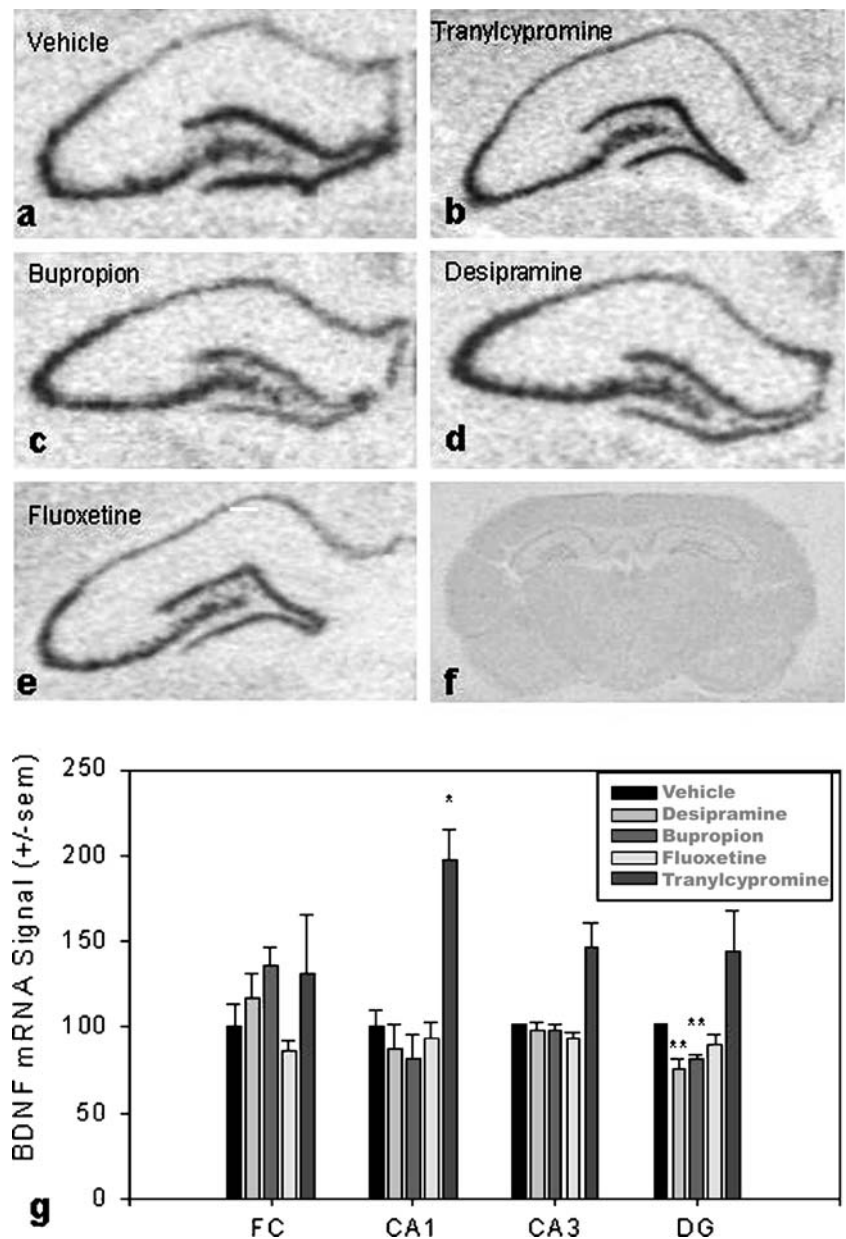 Vehicle
a
Tranylcypromine
b
Bupropion
c
Desipramine
d
Fluoxetine
e
f
BDNF mRNA Signal (+/-sem)
250
200
150
100
50
0
*
**
**
Vehicle
Desipramine
Bupropion
Fluoxetine
Tranylcypromine
FC
CA1
CA3
DG
g